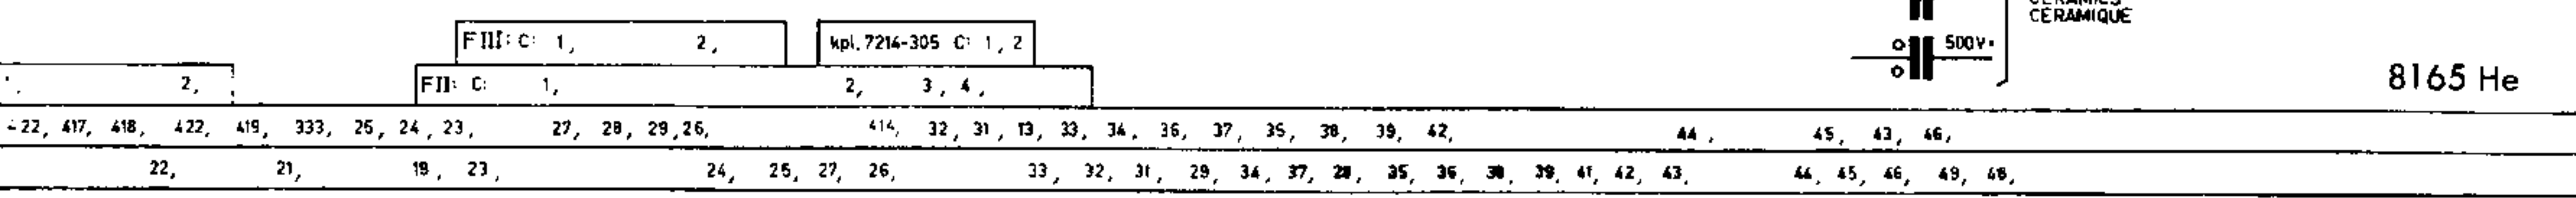 CERAMIQUE
FIII: C: 1, 2,
kpl. 7214-305 C: 1, 2
500V=
2,
FII: C: 1, 2, 3, 4,
8165 He
22, 417, 418, 422, 419, 333, 25, 24, 23, 27, 28, 29, 26, 414, 32, 31, 13, 33, 34, 36, 37, 35, 38, 39, 42, 44, 45, 43, 46,
22, 21, 19, 23, 24, 25, 27, 26, 33, 32, 31, 29, 34, 37, 28, 35, 36, 38, 39, 41, 42, 43, 44, 45, 46, 49, 48,